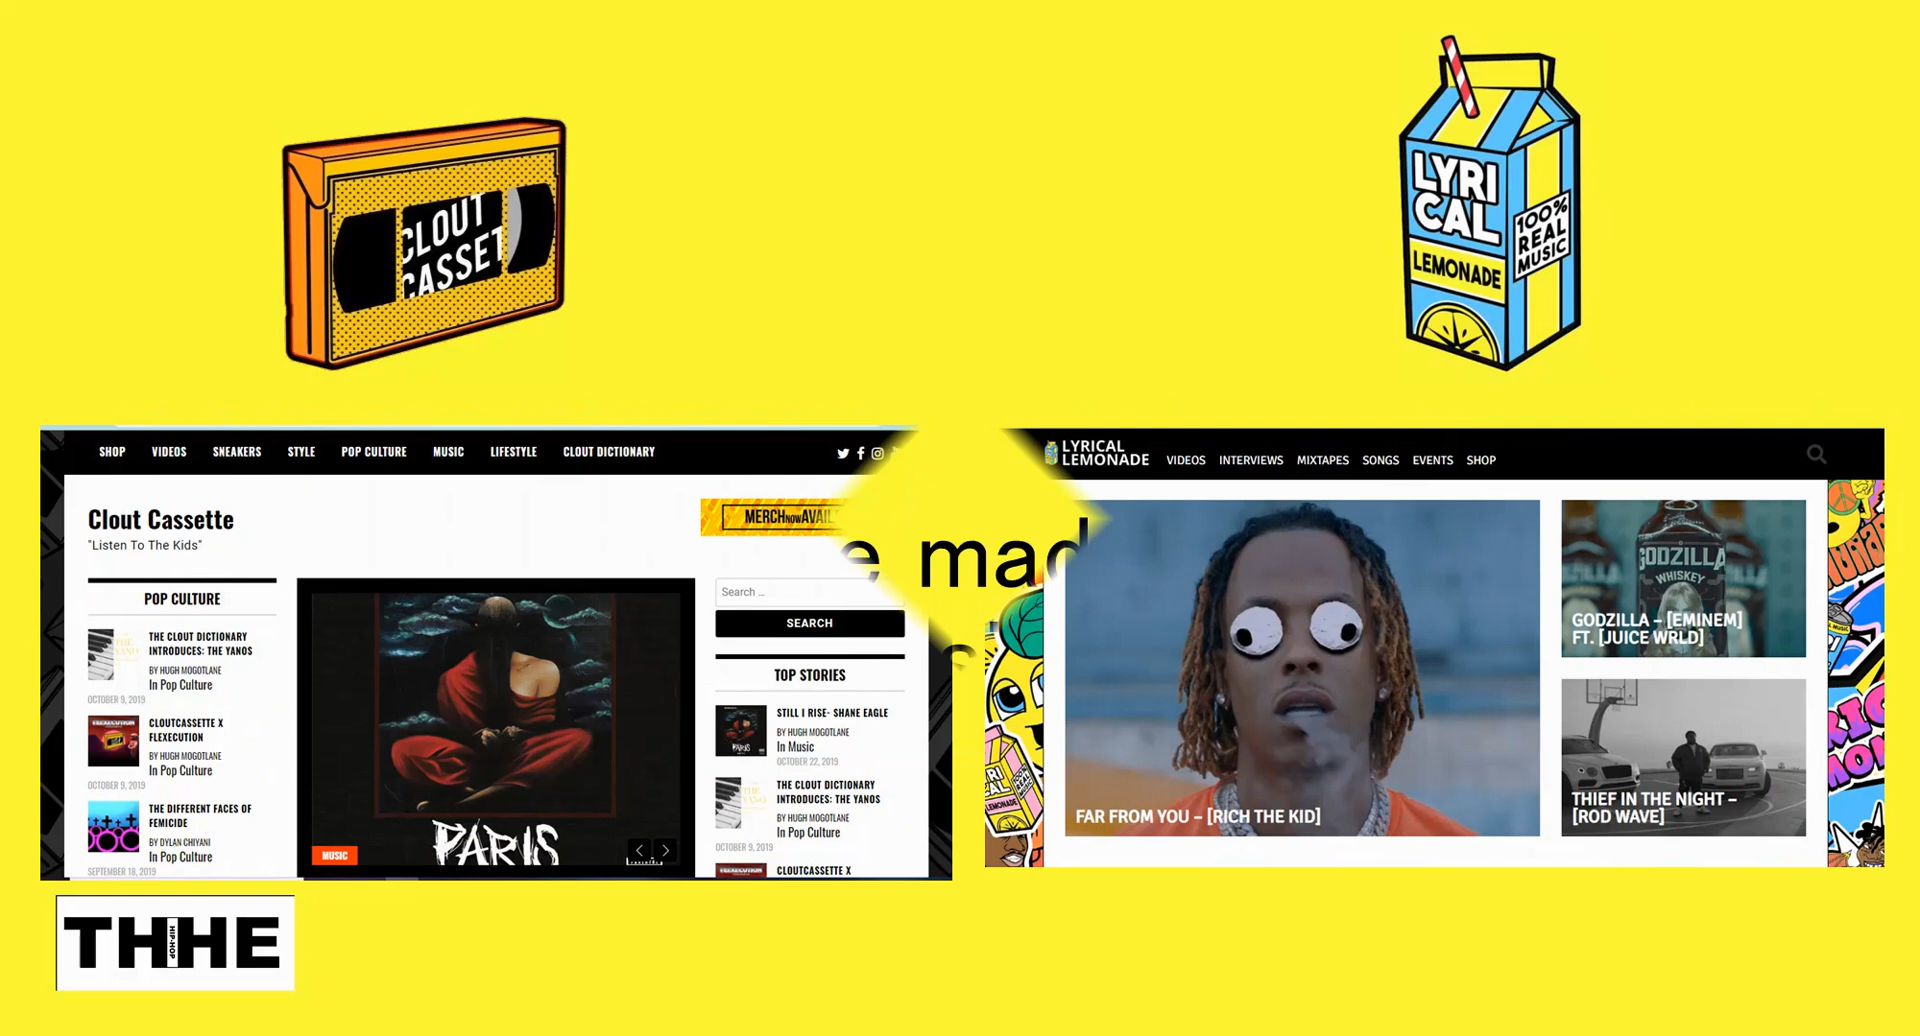 CLOUT
CASSET
LYRI
CAL
LEMONADE
100%
REAL
MUSIC
SHOP VIDEOS SNEAKERS STYLE POP CULTURE MUSIC LIFESTYLE CLOUT DICTIONARY
Clout Cassette
"Listen To The Kids"
MERCH NOW AVAIL
POP CULTURE
THE CLOUT DICTIONARY
INTRODUCES: THE YANOS
BY HUGH MOGOTLANE
In Pop Culture
OCTOBER 9, 2019
CLOUTCASSETTE X
FLEXECUTION
BY HUGH MOGOTLANE
In Pop Culture
OCTOBER 9, 2019
THE DIFFERENT FACES OF
FEMICIDE
BY DYLAN CHIYANI
In Pop Culture
SEPTEMBER 18, 2019
PARIS
MUSIC
Search ...
SEARCH
TOP STORIES
STILL I RISE- SHANE EAGLE
BY HUGH MOGOTLANE
In Music
OCTOBER 22, 2019
THE CLOUT DICTIONARY
INTRODUCES: THE YANOS
BY HUGH MOGOTLANE
In Pop Culture
OCTOBER 9, 2019
CLOUTCASSETTE X
e mad
LYRICAL
LEMONADE
VIDEOS INTERVIEWS MIXTAPES SONGS EVENTS SHOP
FAR FROM YOU – [RICH THE KID]
GODZILLA
WHISKEY
GODZILLA – [EMINEM]
FT. [JUICE WRLD]
THIEF IN THE NIGHT –
[ROD WAVE]
THHE
HIP-HOP